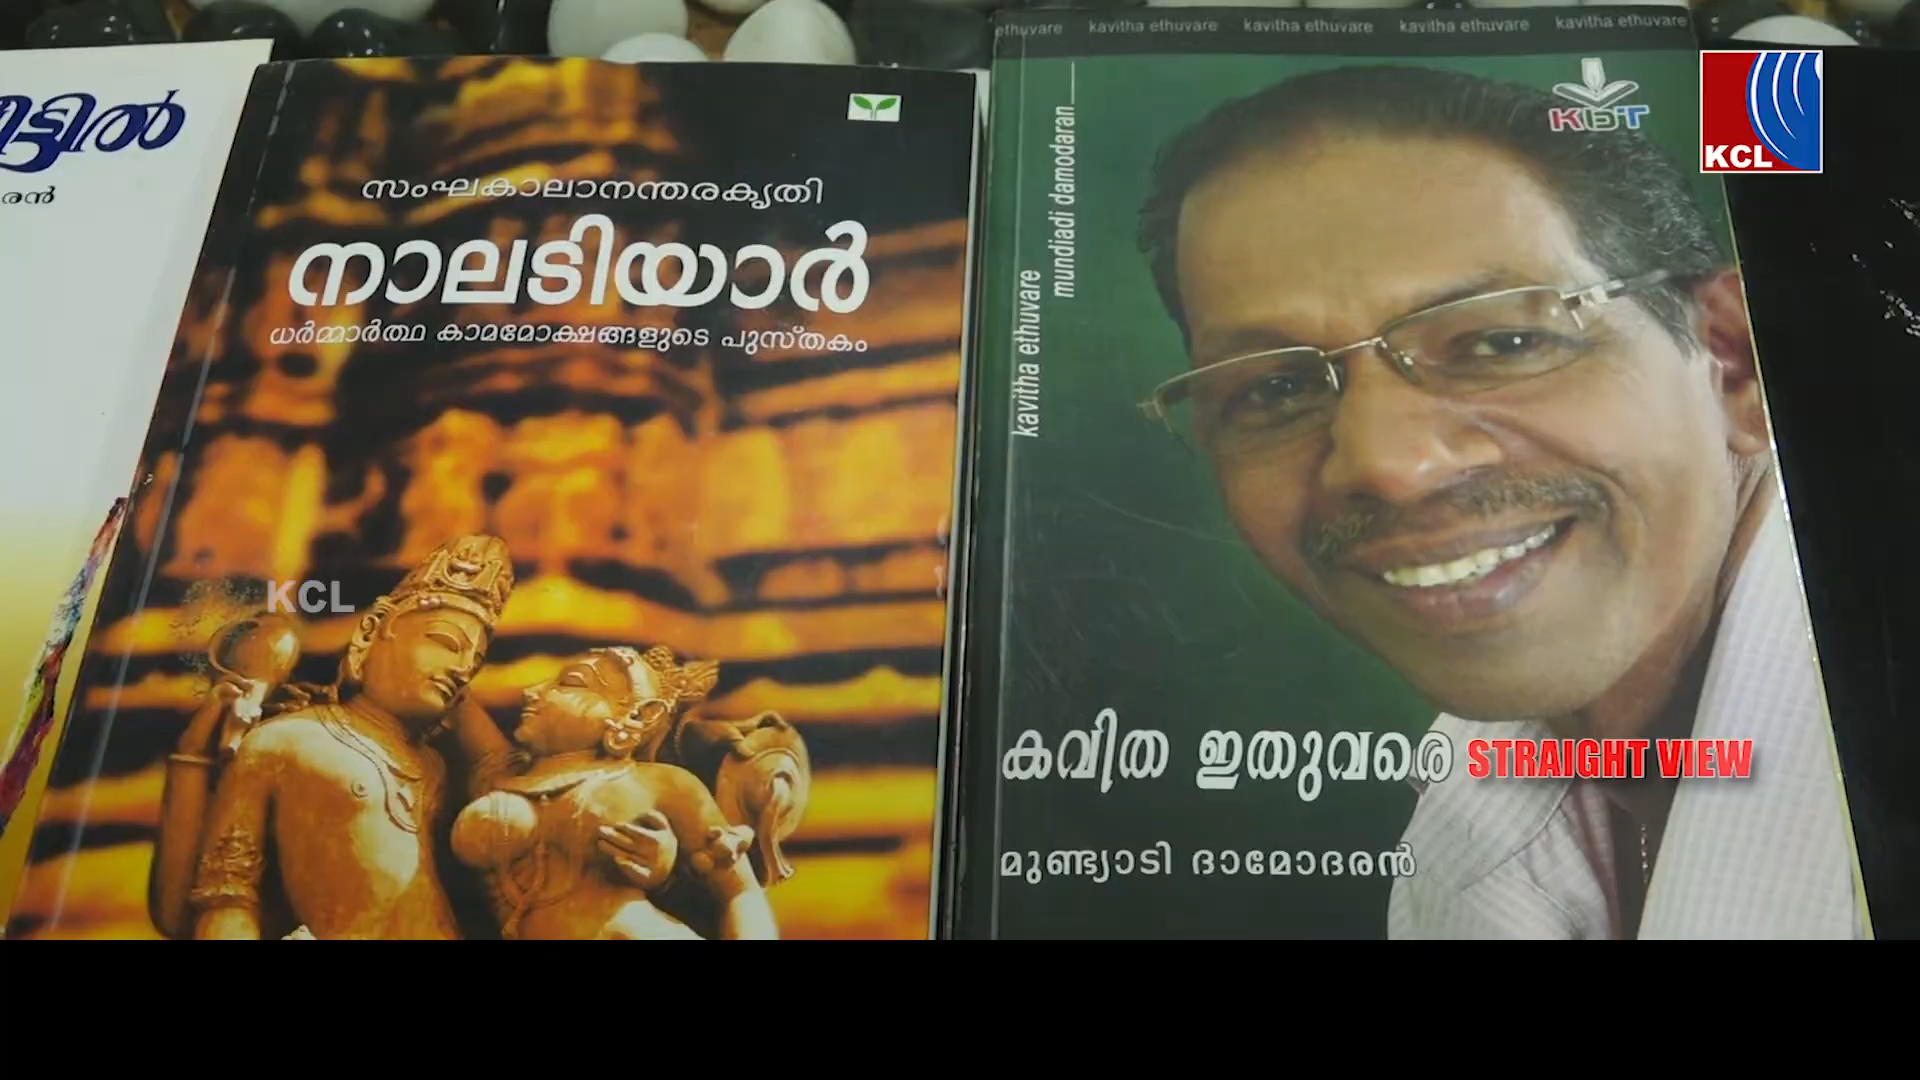 രൻ
സംഘകാലാനന്തരകൃതി
നാലടിയാർ
ധർമ്മാർത്ഥ കാമമോക്ഷങ്ങളുടെ പുസ്തകം
KCL
ethuvare kavitha ethuvare kavitha ethuvare kavitha ethuvare kavitha ethuvare
kbt
kavitha ethuvare
mundiadi damodaran
കവിത ഇതുവരെ
മുണ്ട്യാടി ദാമോദരൻ
STRAIGHT VIEW
KCL